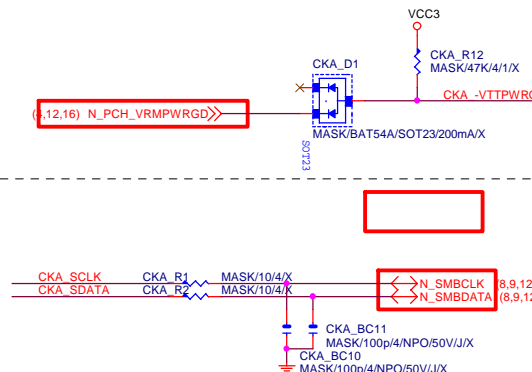 VCC3
CKA_R12
MASK/47K/4/1/X
CKA_D1
CKA_-VTTPWRG
(4,12,16) N_PCH_VRMPWRGD
MASK/BAT54A/SOT23/200mA/X
SOT23
CKA_SCLK CKA_R1 MASK/10/4/X N_SMBCLK (8,9,12
CKA_SDATA CKA_R2 MASK/10/4/X N_SMBDATA (8,9,12
CKA_BC11
MASK/100p/4/NPO/50V/J/X
CKA_BC10
MASK/100p/4/NPO/50V/J/X